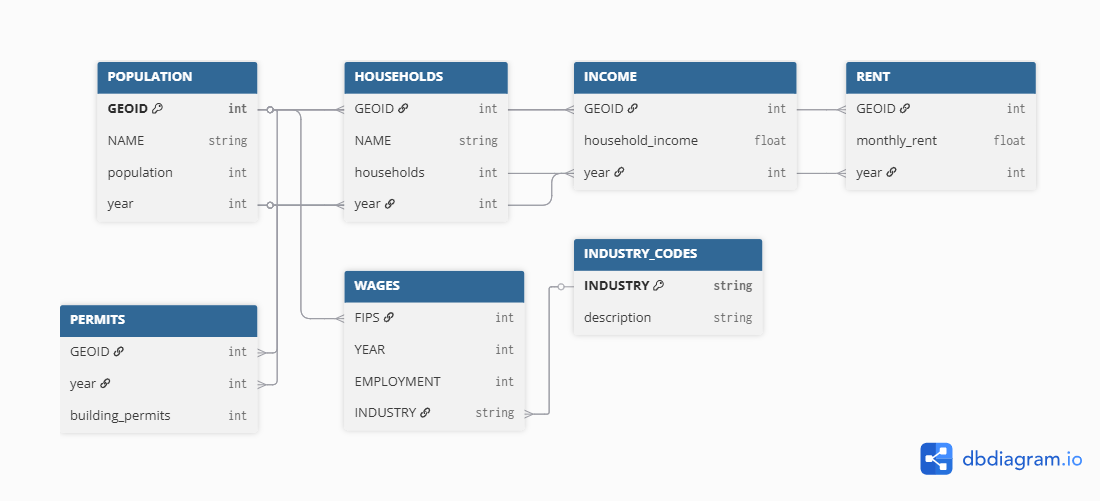 POPULATION
GEOID int
NAME string
population int
year int
HOUSEHOLDS
GEOID int
NAME string
households int
year int
INCOME
GEOID int
household_income float
year int
RENT
GEOID int
monthly_rent float
year int
PERMITS
GEOID int
year int
building_permits int
WAGES
FIPS int
YEAR int
EMPLOYMENT int
INDUSTRY string
INDUSTRY_CODES
INDUSTRY string
description string
dbdiagram.io